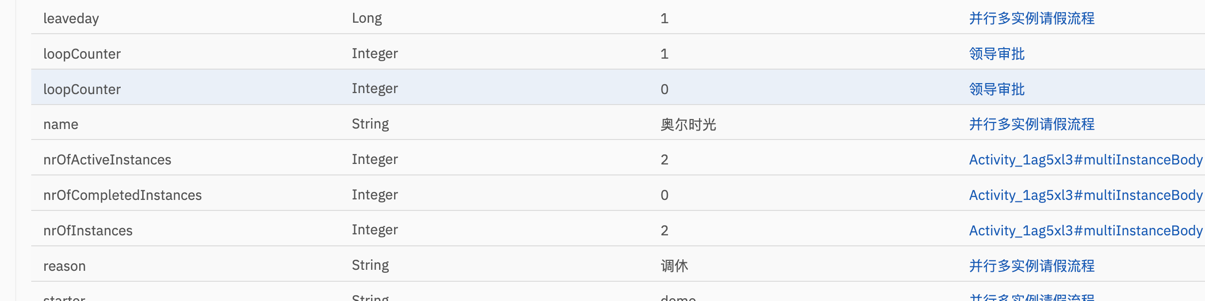 leaveday Long 1 并行多实例请假流程
loopCounter Integer 1 领导审批
loopCounter Integer 0 领导审批
name String 奥尔时光 并行多实例请假流程
nrOfActiveInstances Integer 2 Activity_1ag5xl3#multiInstanceBody
nrOfCompletedInstances Integer 0 Activity_1ag5xl3#multiInstanceBody
nrOfInstances Integer 2 Activity_1ag5xl3#multiInstanceBody
reason String 调休 并行多实例请假流程
starter String demo 并行多实例请假流程